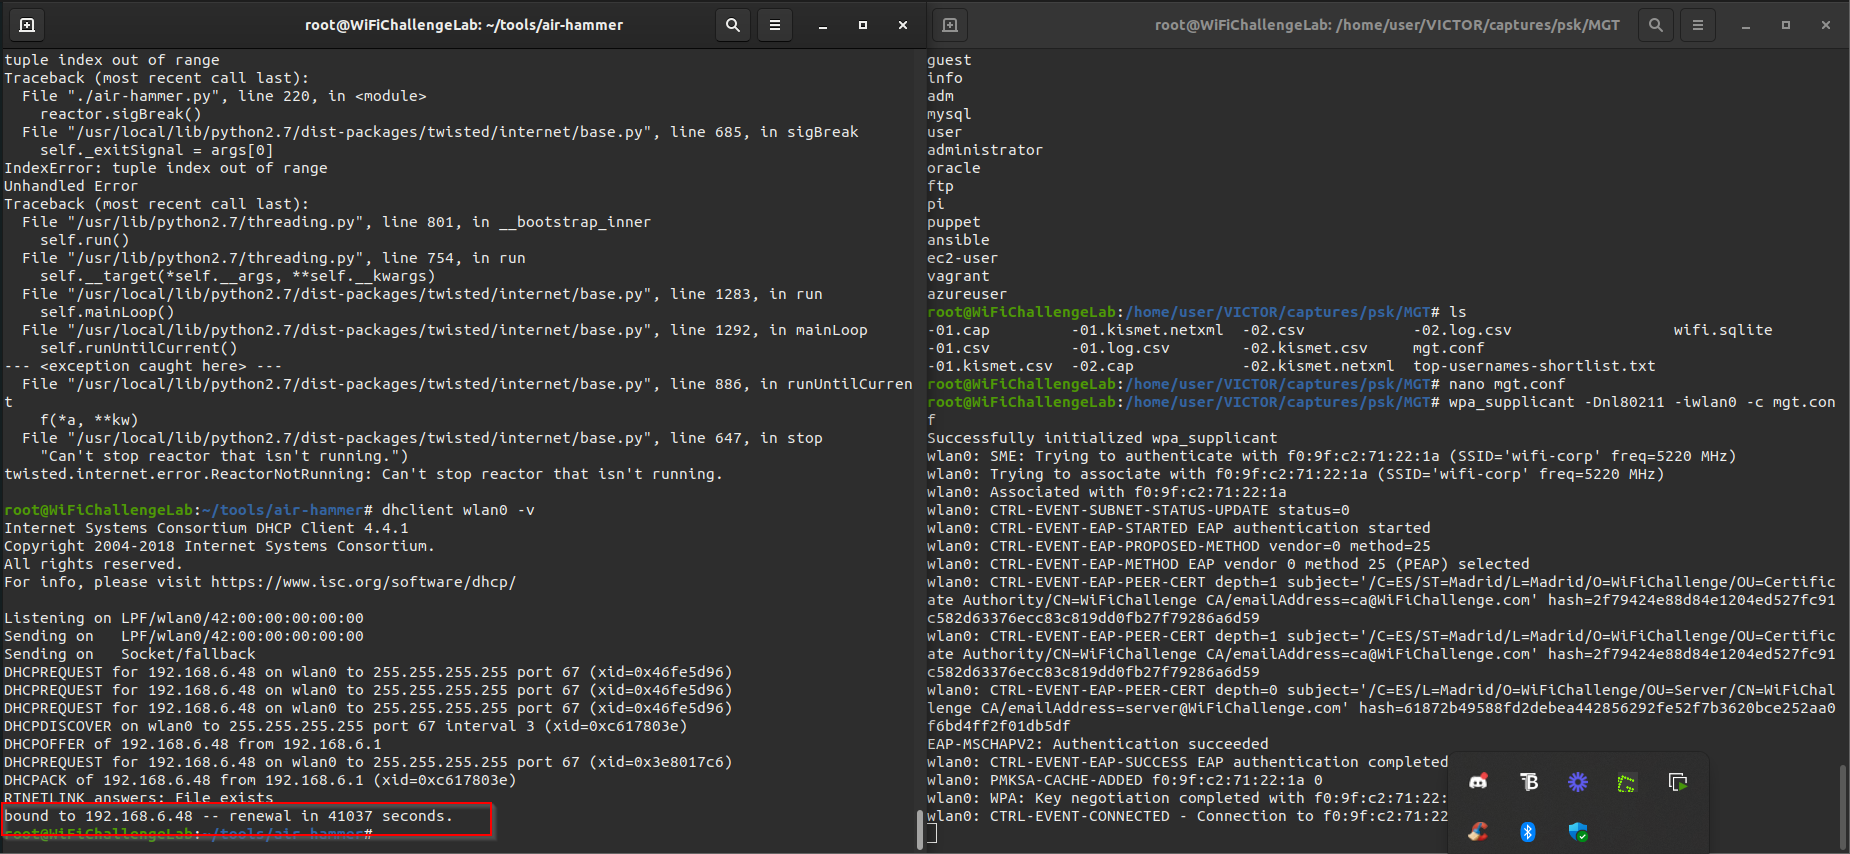 root@WiFiChallengeLab: ~/tools/air-hammer
tuple index out of range
Traceback (most recent call last):
  File "./air-hammer.py", line 220, in <module>
    reactor.sigBreak()
  File "/usr/local/lib/python2.7/dist-packages/twisted/internet/base.py", line 685, in sigBreak
    self._exitSignal = args[0]
IndexError: tuple index out of range
Unhandled Error
Traceback (most recent call last):
  File "/usr/lib/python2.7/threading.py", line 801, in __bootstrap_inner
    self.run()
  File "/usr/lib/python2.7/threading.py", line 754, in run
    self.__target(*self.__args, **self.__kwargs)
  File "/usr/local/lib/python2.7/dist-packages/twisted/internet/base.py", line 1283, in run
    self.mainLoop()
  File "/usr/local/lib/python2.7/dist-packages/twisted/internet/base.py", line 1292, in mainLoop
    self.runUntilCurrent()
--- <exception caught here> ---
  File "/usr/local/lib/python2.7/dist-packages/twisted/internet/base.py", line 886, in runUntilCurren
t
    f(*a, **kw)
  File "/usr/local/lib/python2.7/dist-packages/twisted/internet/base.py", line 647, in stop
    "Can't stop reactor that isn't running.")
twisted.internet.error.ReactorNotRunning: Can't stop reactor that isn't running.
root@WiFiChallengeLab:~/tools/air-hammer# dhclient wlan0 -v
Internet Systems Consortium DHCP Client 4.4.1
Copyright 2004-2018 Internet Systems Consortium.
All rights reserved.
For info, please visit https://www.isc.org/software/dhcp/
Listening on LPF/wlan0/42:00:00:00:00:00
Sending on   LPF/wlan0/42:00:00:00:00:00
Sending on   Socket/fallback
DHCPREQUEST for 192.168.6.48 on wlan0 to 255.255.255.255 port 67 (xid=0x46fe5d96)
DHCPREQUEST for 192.168.6.48 on wlan0 to 255.255.255.255 port 67 (xid=0x46fe5d96)
DHCPREQUEST for 192.168.6.48 on wlan0 to 255.255.255.255 port 67 (xid=0x46fe5d96)
DHCPDISCOVER on wlan0 to 255.255.255.255 port 67 interval 3 (xid=0xc617803e)
DHCPOFFER of 192.168.6.48 from 192.168.6.1
DHCPREQUEST for 192.168.6.48 on wlan0 to 255.255.255.255 port 67 (xid=0x3e8017c6)
DHCPACK of 192.168.6.48 from 192.168.6.1 (xid=0xc617803e)
RTNETLINK answers: File exists
bound to 192.168.6.48 -- renewal in 41037 seconds.
root@WiFiChallengeLab:~/tools/air-hammer#
root@WiFiChallengeLab: /home/user/VICTOR/captures/psk/MGT
guest
info
adm
mysql
user
administrator
oracle
ftp
pi
puppet
ansible
ec2-user
vagrant
azureuser
root@WiFiChallengeLab:/home/user/VICTOR/captures/psk/MGT# ls
-01.cap         -01.kismet.netxml  -02.csv            -02.log.csv                  wifi.sqlite
-01.csv         -01.log.csv        -02.kismet.csv     mgt.conf
-01.kismet.csv  -02.cap            -02.kismet.netxml  top-usernames-shortlist.txt
root@WiFiChallengeLab:/home/user/VICTOR/captures/psk/MGT# nano mgt.conf
root@WiFiChallengeLab:/home/user/VICTOR/captures/psk/MGT# wpa_supplicant -Dnl80211 -iwlan0 -c mgt.con
f
Successfully initialized wpa_supplicant
wlan0: SME: Trying to authenticate with f0:9f:c2:71:22:1a (SSID='wifi-corp' freq=5220 MHz)
wlan0: Trying to associate with f0:9f:c2:71:22:1a (SSID='wifi-corp' freq=5220 MHz)
wlan0: Associated with f0:9f:c2:71:22:1a
wlan0: CTRL-EVENT-SUBNET-STATUS-UPDATE status=0
wlan0: CTRL-EVENT-EAP-STARTED EAP authentication started
wlan0: CTRL-EVENT-EAP-PROPOSED-METHOD vendor=0 method=25
wlan0: CTRL-EVENT-EAP-METHOD EAP vendor 0 method 25 (PEAP) selected
wlan0: CTRL-EVENT-EAP-PEER-CERT depth=1 subject='/C=ES/ST=Madrid/L=Madrid/O=WiFiChallenge/OU=Certific
ate Authority/CN=WiFiChallenge CA/emailAddress=ca@WiFiChallenge.com' hash=2f79424e88d84e1204ed527fc91
c582d63376ecc83c819dd0fb27f79286a6d59
wlan0: CTRL-EVENT-EAP-PEER-CERT depth=1 subject='/C=ES/ST=Madrid/L=Madrid/O=WiFiChallenge/OU=Certific
ate Authority/CN=WiFiChallenge CA/emailAddress=ca@WiFiChallenge.com' hash=2f79424e88d84e1204ed527fc91
c582d63376ecc83c819dd0fb27f79286a6d59
wlan0: CTRL-EVENT-EAP-PEER-CERT depth=0 subject='/C=ES/L=Madrid/O=WiFiChallenge/OU=Server/CN=WiFiChal
lenge CA/emailAddress=server@WiFiChallenge.com' hash=61872b49588fd2debea442856292fe52f7b3620bce252aa0
f6bd4ff2f01db5df
EAP-MSCHAPV2: Authentication succeeded
wlan0: CTRL-EVENT-EAP-SUCCESS EAP authentication completed
wlan0: PMKSA-CACHE-ADDED f0:9f:c2:71:22:1a 0
wlan0: WPA: Key negotiation completed with f0:9f:c2:71:22:
wlan0: CTRL-EVENT-CONNECTED - Connection to f0:9f:c2:71:22